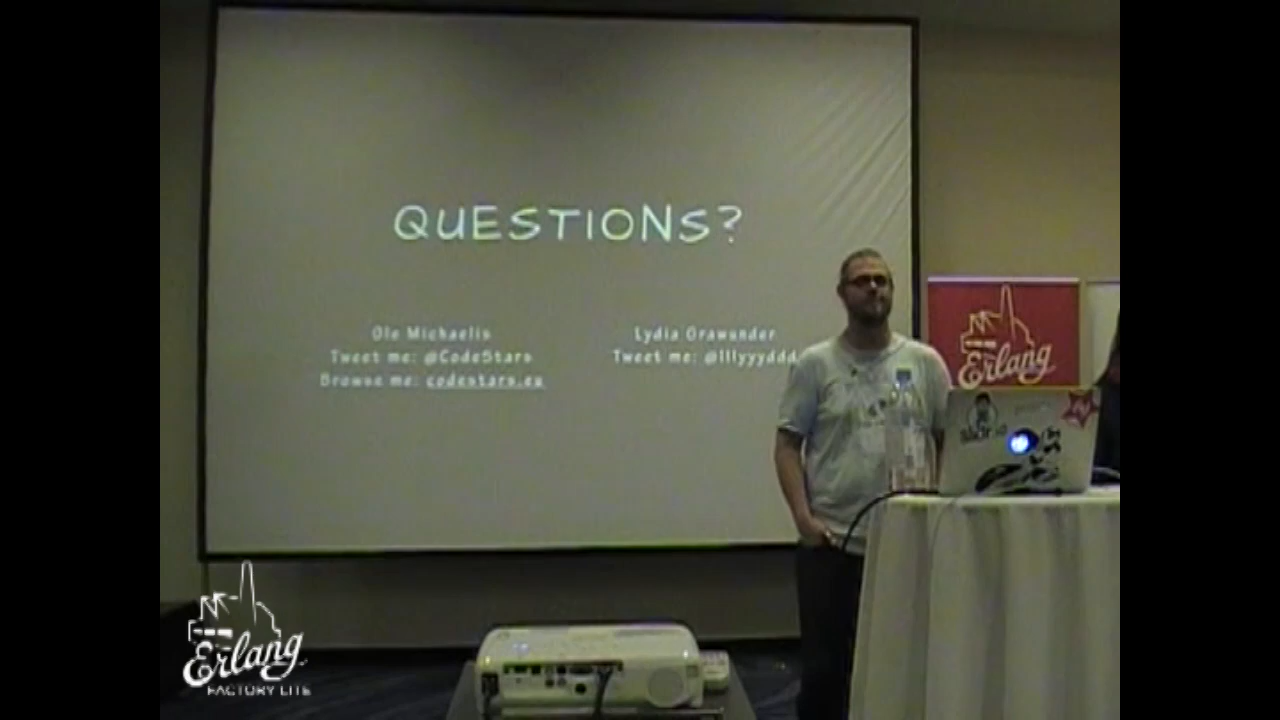 QUESTIONS?
Ole Michaelis
Tweet me: @CodeStars
Browse me: codestars.eu
Lydia Grawunder
Tweet me: @lllyyyddd
Erlang
Erlang
FACTORY LITE